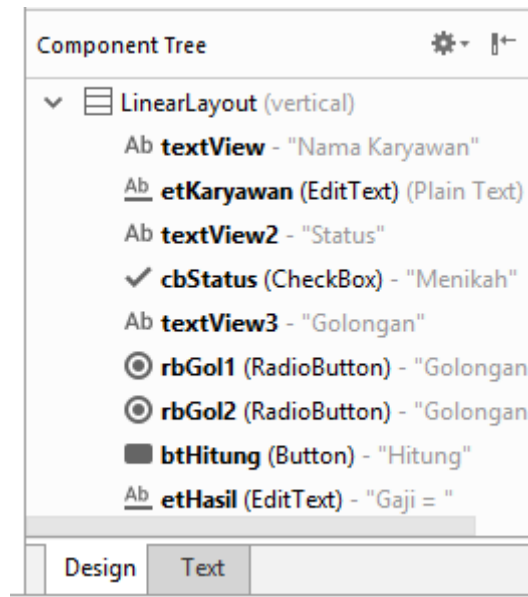 Component Tree
LinearLayout (vertical)
Ab textView - "Nama Karyawan"
Ab etKaryawan (EditText) (Plain Text)
Ab textView2 - "Status"
cbStatus (CheckBox) - "Menikah"
Ab textView3 - "Golongan"
rbGol1 (RadioButton) - "Golongan
rbGol2 (RadioButton) - "Golongan
btHitung (Button) - "Hitung"
Ab etHasil (EditText) - "Gaji = "
Design Text